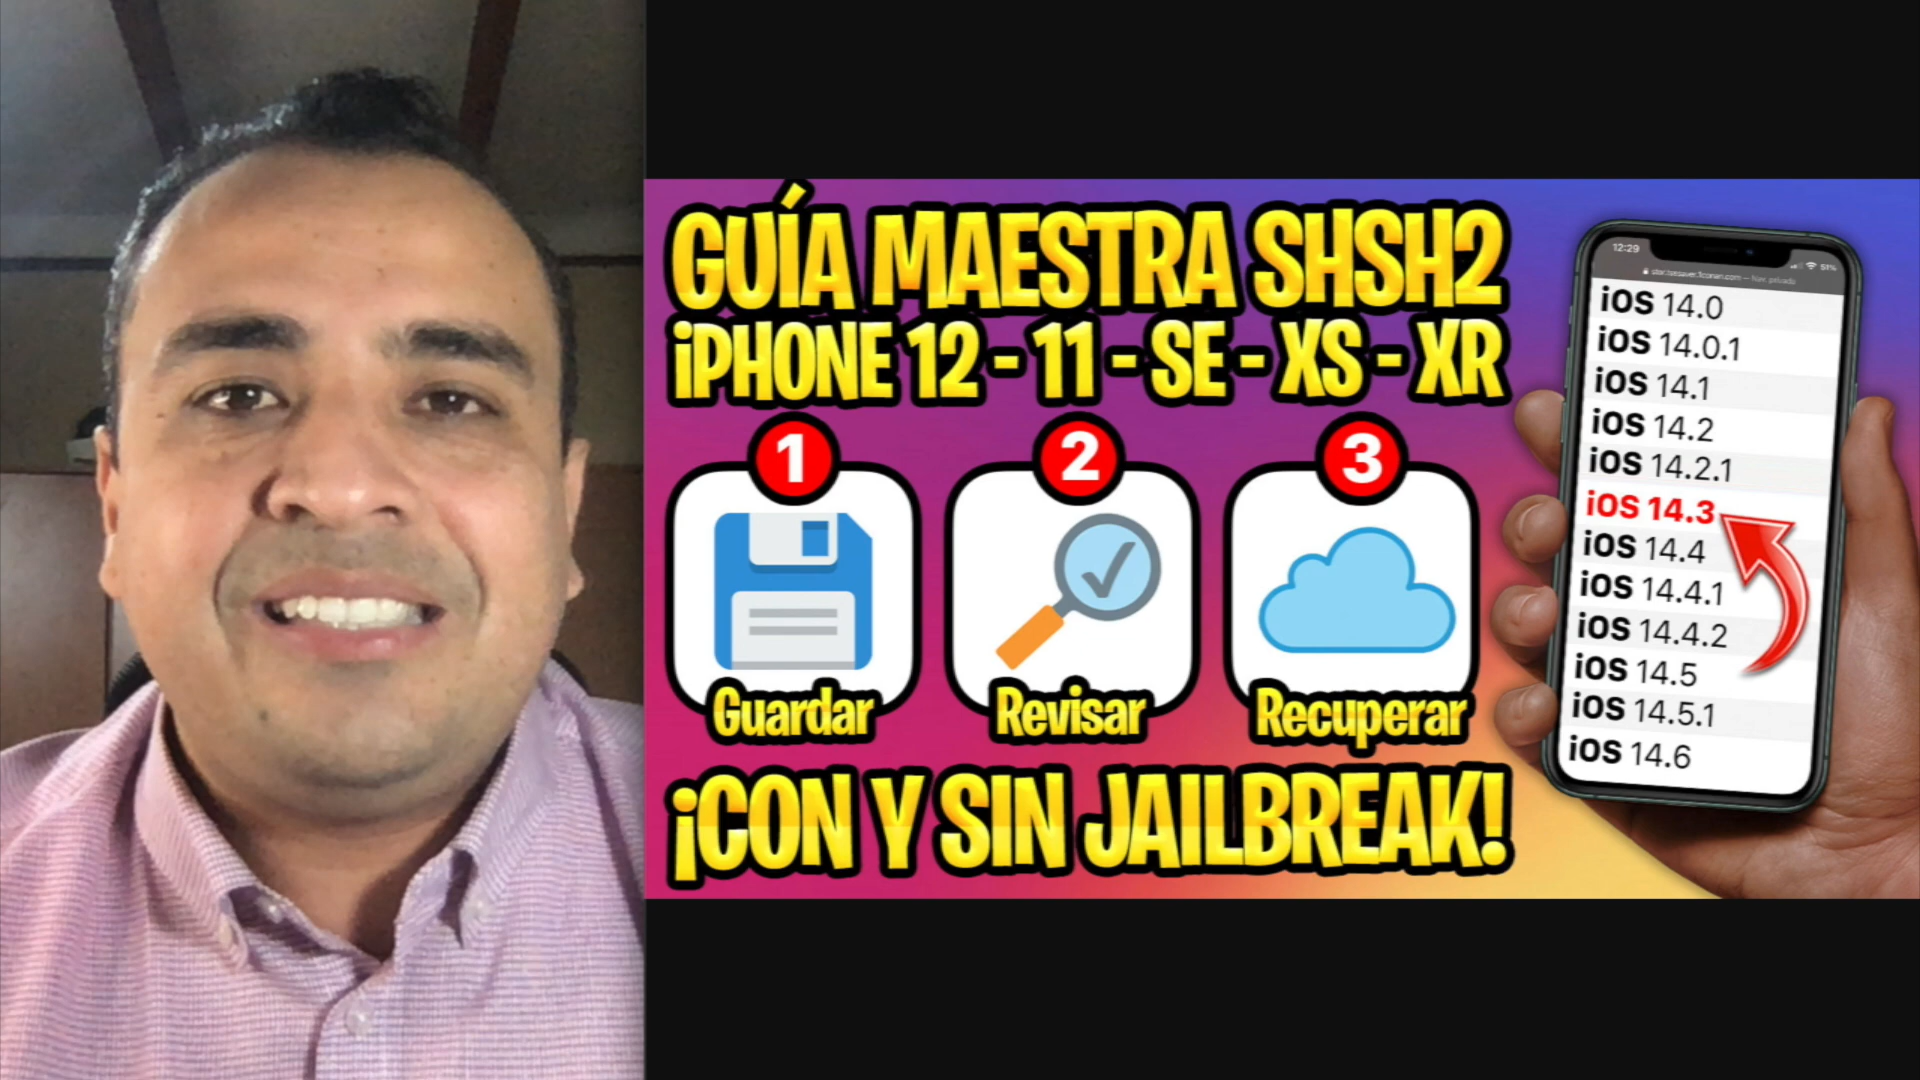 GUÍA MAESTRA SHSH2
iPHONE 12 - 11 - SE - XS - XR
1
2
3
Guardar
Revisar
Recuperar
¡CON Y SIN JAILBREAK!
12:29
51%
iOS 14.0
iOS 14.0.1
iOS 14.1
iOS 14.2
iOS 14.2.1
iOS 14.3
iOS 14.4
iOS 14.4.1
iOS 14.4.2
iOS 14.5
iOS 14.5.1
iOS 14.6